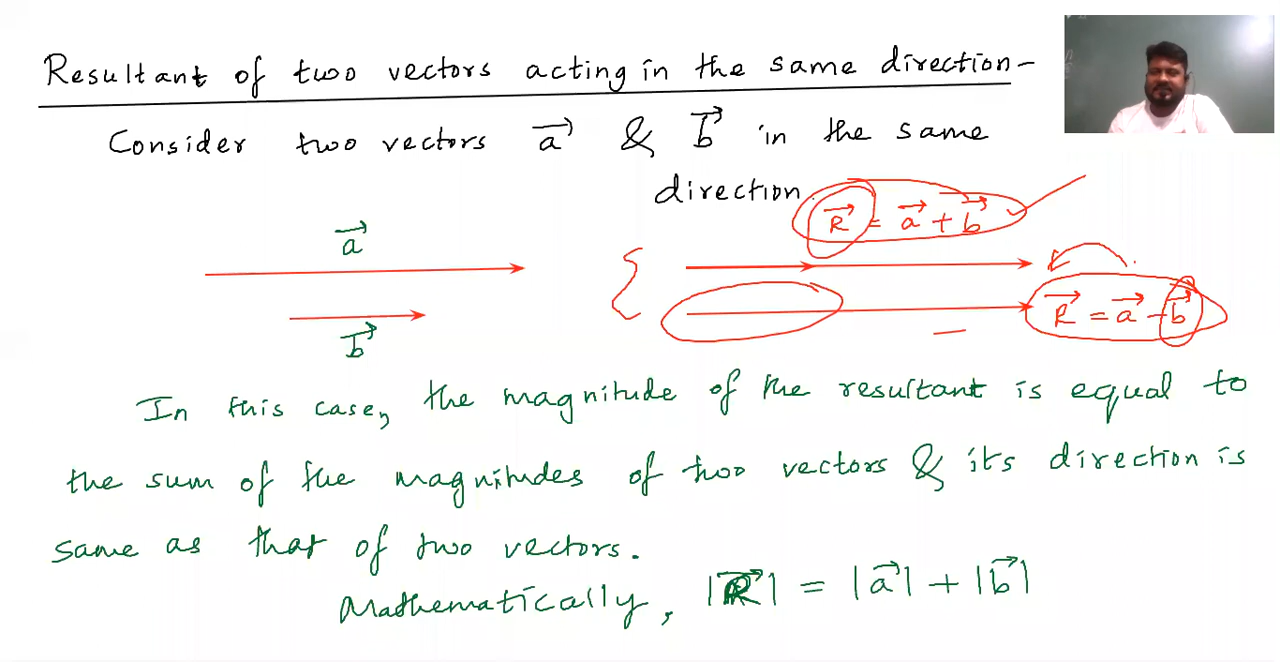 Resultant of two vectors acting in the same direction–
Consider two vectors a⃗ & b⃗ in the same
direction.
R⃗ = a⃗ + b⃗
a⃗
b⃗
R⃗ = a⃗ + b⃗
In this case, the magnitude of the resultant is equal to
the sum of the magnitudes of two vectors & its direction is
same as that of two vectors.
Mathematically, |R⃗| = |a⃗| + |b⃗|